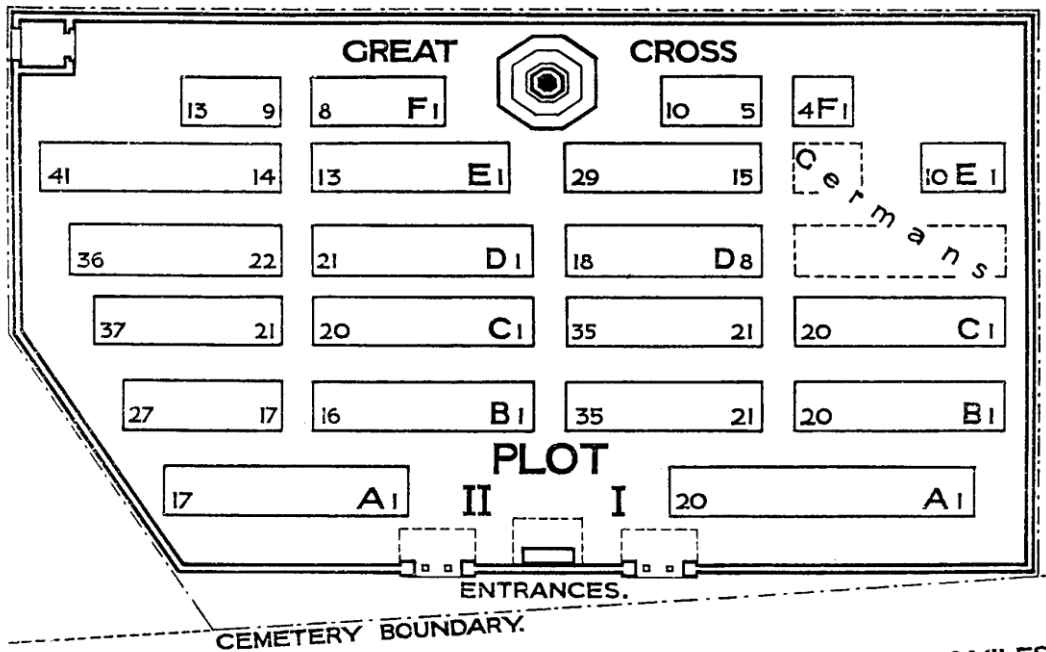 GREAT CROSS
13 9 8 F1 10 5 4F1
41 14 13 E1 29 15 Germans 10 E 1
36 22 21 D1 18 D8
37 21 20 C1 35 21 20 C1
27 17 16 B1 35 21 20 B1
PLOT
17 A1 II I 20 A1
ENTRANCES.
CEMETERY BOUNDARY.